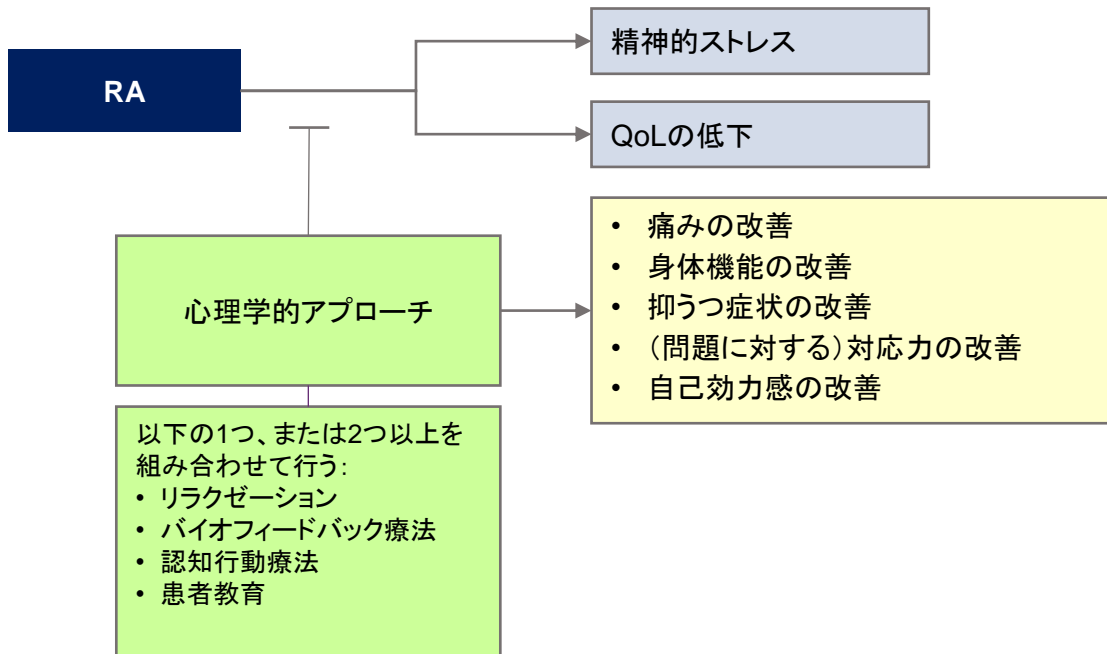 RA
精神的ストレス
QoLの低下
心理学的アプローチ
• 痛みの改善
• 身体機能の改善
• 抑うつ症状の改善
• （問題に対する）対応力の改善
• 自己効力感の改善
以下の1つ、または2つ以上を
組み合わせて行う：
• リラクゼーション
• バイオフィードバック療法
• 認知行動療法
• 患者教育